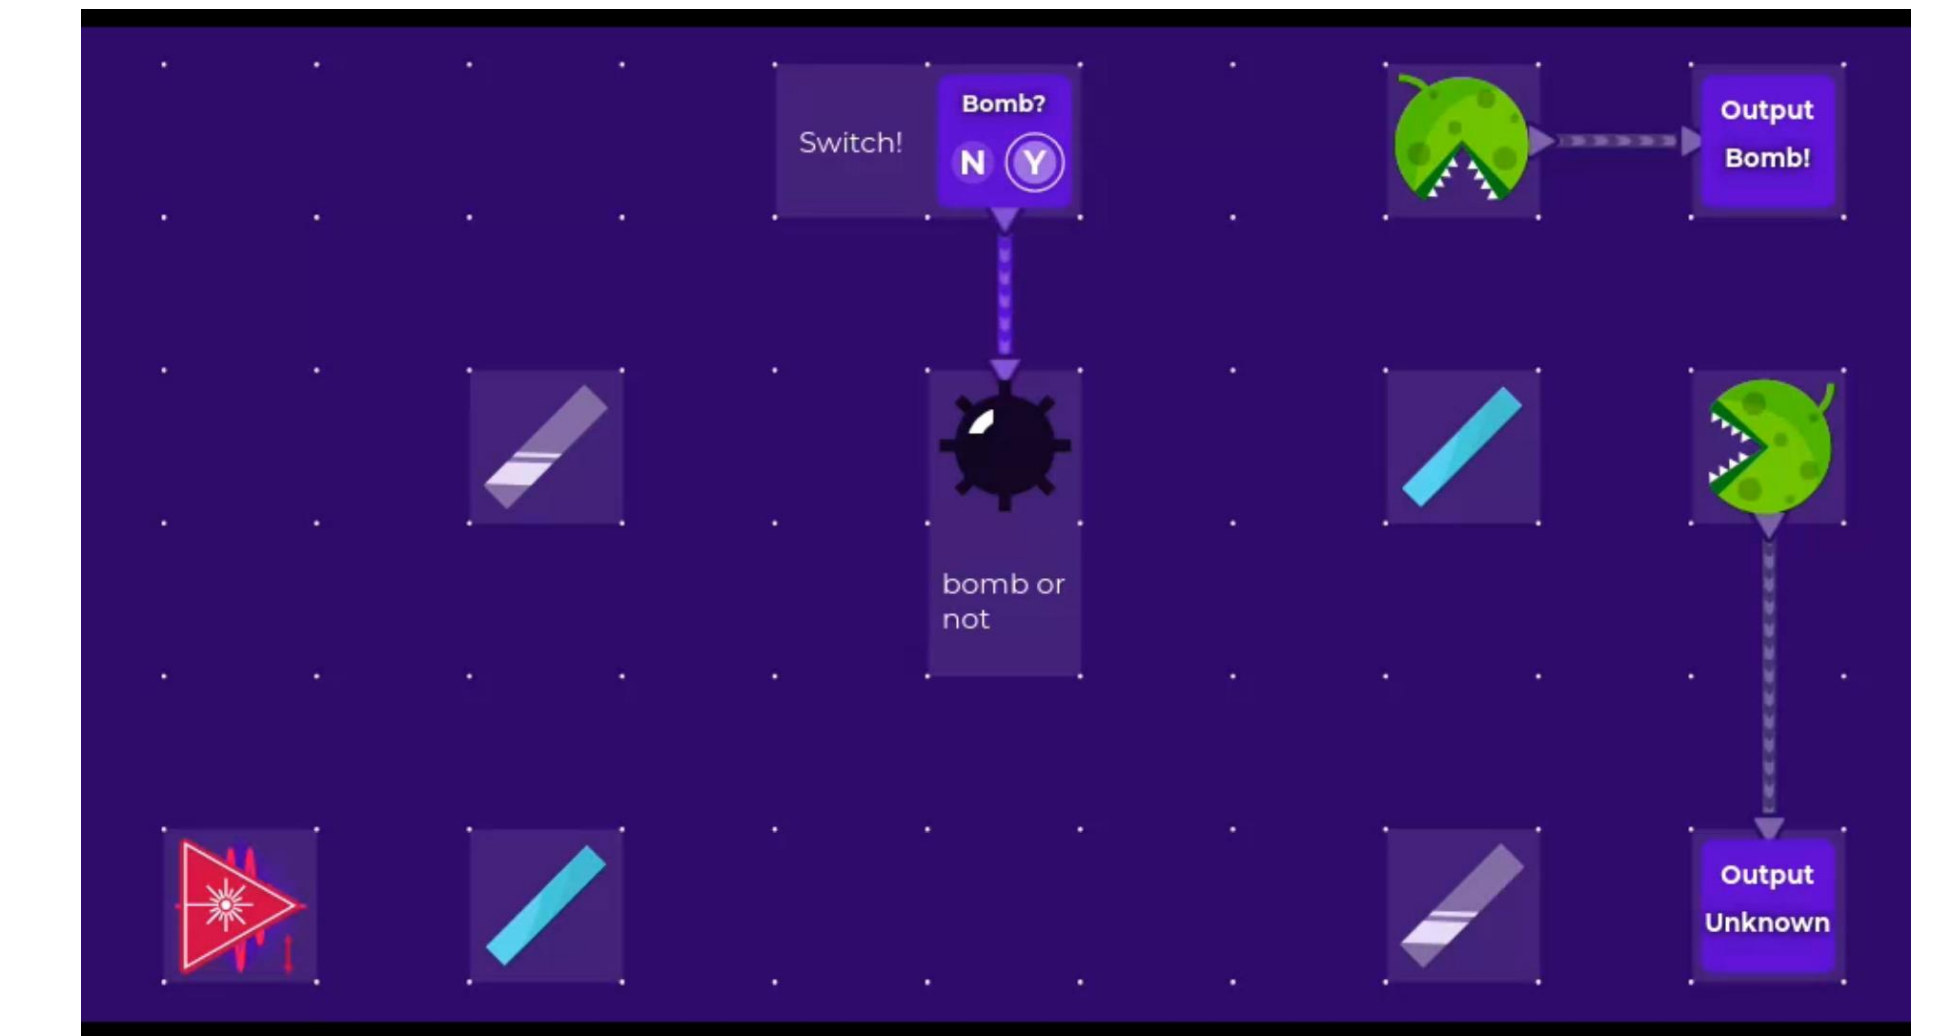 Bomb?
Switch!
N Y
Output
Bomb!
bomb or
not
Output
Unknown